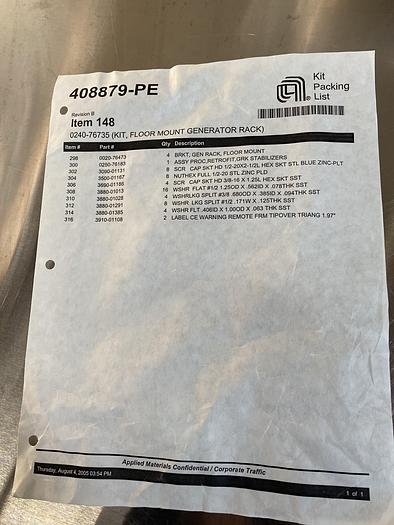 408879-PE
Kit
Packing
List
Revision B
Item 148
0240-76735 (KIT, FLOOR MOUNT GENERATOR RACK)
Item # Part # Qty Description
298 0020-76473 4 BRKT, GEN RACK, FLOOR MOUNT
300 0250-76183 1 ASSY PROC,RETROFIT,GRK STABILIZERS
302 3090-01131 8 SCR CAP SKT HD 1/2-20X2-1/2L HEX SKT STL BLUE ZINC-PLT
304 3500-01167 8 NUTHEX FULL 1/2-20 STL ZINC PLD
306 3690-01186 4 SCR CAP SKT HD 3/8-16 X 1.25L HEX SKT SST
308 3880-01013 16 WSHR FLAT #1/2 1.25OD X .562ID X .078THK SST
310 3880-01028 4 WSHRLKG SPLIT #3/8 .680OD X .385ID X .094THK SST
312 3880-01291 8 WSHR LKG SPLIT #1/2 .171W X .125THK SST
314 3880-01385 4 WSHR FLT .406ID X 1.00OD X .063 THK SST
316 3910-01108 2 LABEL CE WARNING REMOTE FRM TIPOVER TRIANG 1.97"
Applied Materials Confidential / Corporate Traffic
Thursday, August 4, 2005 03:54 PM
1 of 1